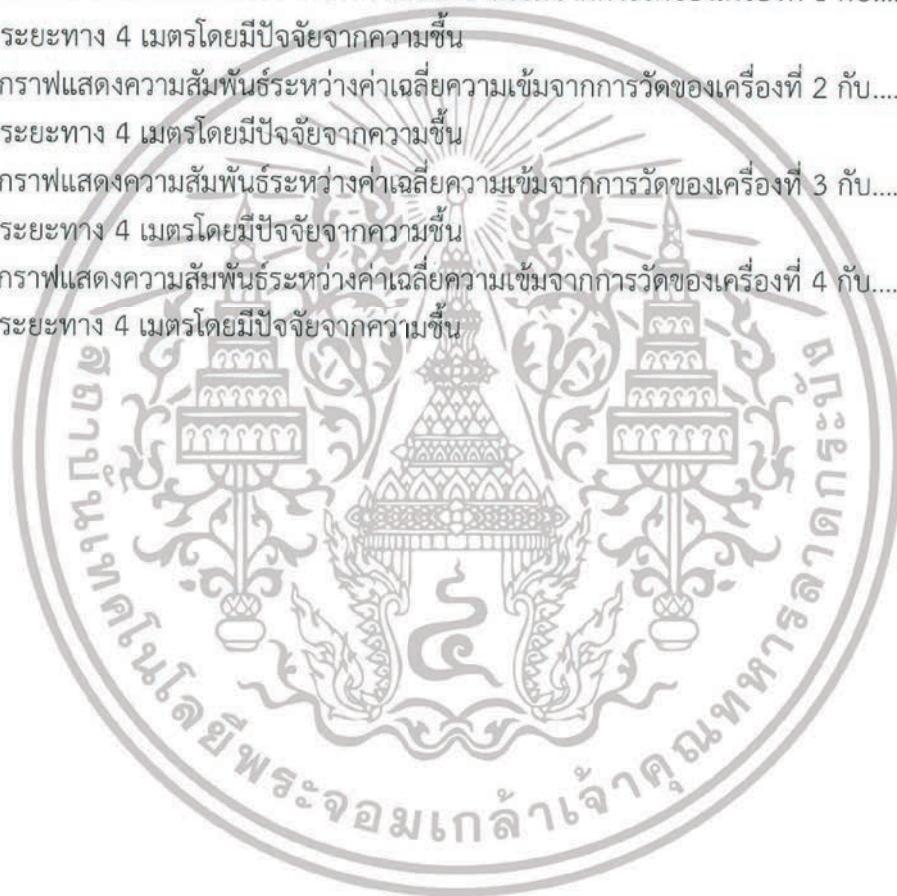 ระยะทาง 4 เมตรโดยมีปัจจัยจากความชื้น
กราฟแสดงความสัมพันธ์ระหว่างค่าเฉลี่ยความเข้มจากการวัดของเครื่องที่ 2 กับ....
ระยะทาง 4 เมตรโดยมีปัจจัยจากความชื้น
กราฟแสดงความสัมพันธ์ระหว่างค่าเฉลี่ยความเข้มจากการวัดของเครื่องที่ 3 กับ....
ระยะทาง 4 เมตรโดยมีปัจจัยจากความชื้น
กราฟแสดงความสัมพันธ์ระหว่างค่าเฉลี่ยความเข้มจากการวัดของเครื่องที่ 4 กับ....
ระยะทาง 4 เมตรโดยมีปัจจัยจากความชื้น
๔
สถาบันเทคโนโลยีพระจอมเกล้าเจ้าคุณทหารลาดกระบัง